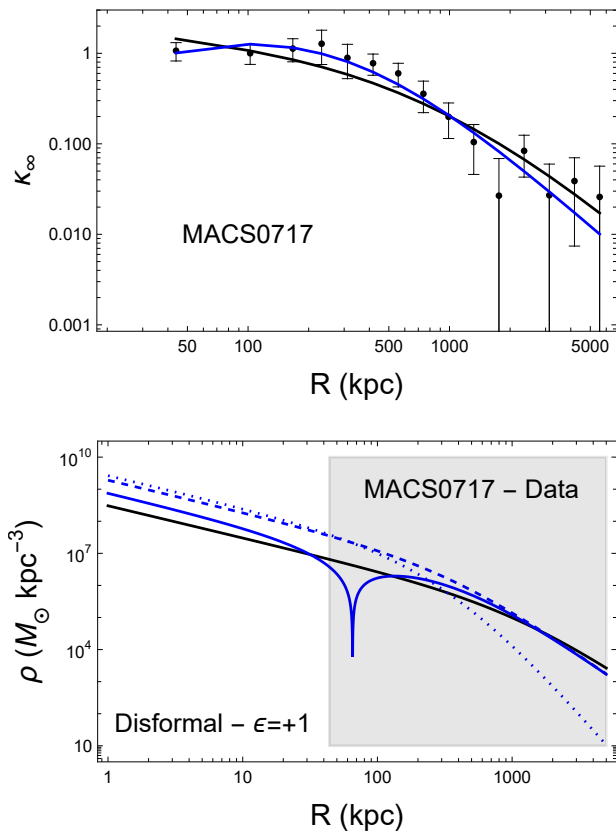 1
0.100
0.010
0.001
κ∞
MACS0717
50 100 500 1000 5000
R (kpc)
10^10
10^7
10^4
10
ρ (M⊙ kpc^−3)
MACS0717 – Data
Disformal – ϵ=+1
1 10 100 1000
R (kpc)